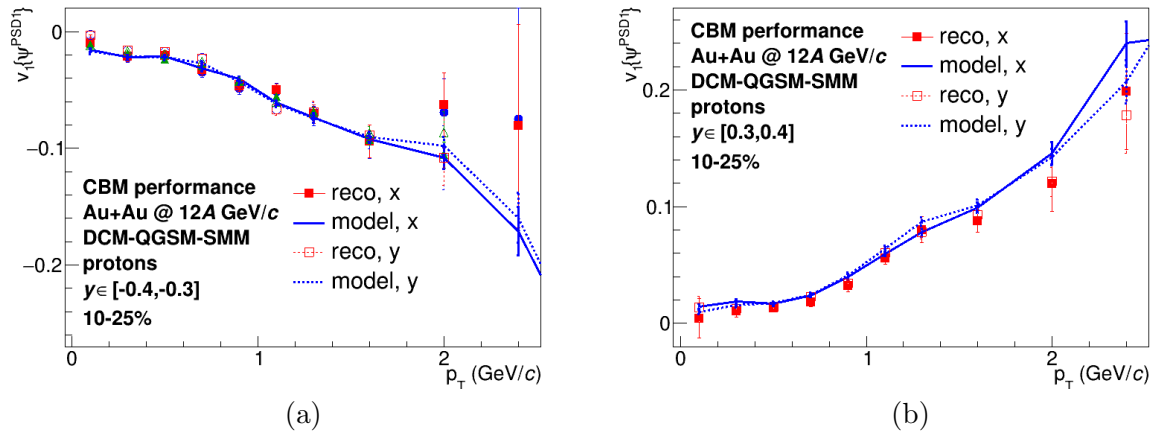 v₁{ψᴾˢᴰ¹}
−0
−0.1
−0.2
CBM performance
Au+Au @ 12A GeV/c
DCM-QGSM-SMM
protons
y∈ [-0.4,-0.3]
10-25%
reco, x
model, x
reco, y
model, y
0
1
2
p_T (GeV/c)
(a)
v₁{ψᴾˢᴰ¹}
0.2
0.1
0
CBM performance
Au+Au @ 12A GeV/c
DCM-QGSM-SMM
protons
y∈ [0.3,0.4]
10-25%
reco, x
model, x
reco, y
model, y
0
1
2
p_T (GeV/c)
(b)